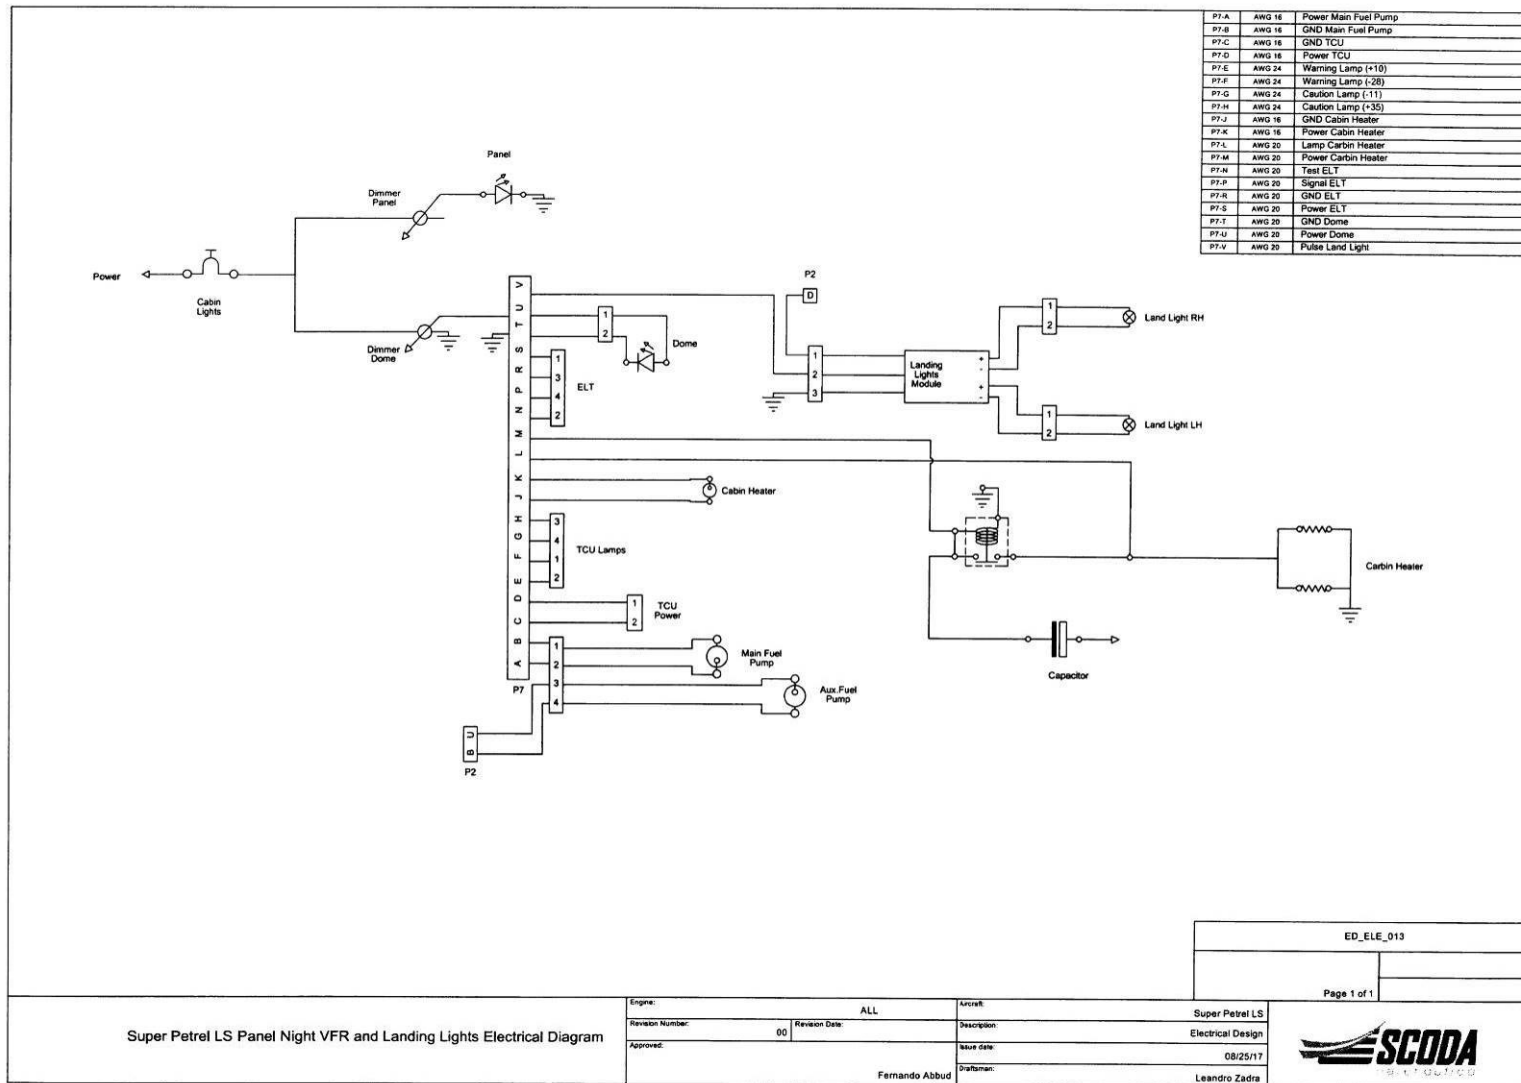 P7-A AWG 16 Power Main Fuel Pump
P7-B AWG 16 GND Main Fuel Pump
P7-C AWG 16 GND TCU
P7-D AWG 16 Power TCU
P7-E AWG 24 Warning Lamp (+10)
P7-F AWG 24 Warning Lamp (-28)
P7-G AWG 24 Caution Lamp (-11)
P7-H AWG 24 Caution Lamp (+35)
P7-J AWG 16 GND Cabin Heater
P7-K AWG 16 Power Cabin Heater
P7-L AWG 20 Lamp Carbin Heater
P7-M AWG 20 Power Carbin Heater
P7-N AWG 20 Test ELT
P7-P AWG 20 Signal ELT
P7-R AWG 20 GND ELT
P7-S AWG 20 Power ELT
P7-T AWG 20 GND Dome
P7-U AWG 20 Power Dome
P7-V AWG 20 Pulse Land Light
Panel
Dimmer
Panel
Power
Cabin
Lights
Dimmer
Dome
V
U
T
S
R
P
N
M
L
K
J
H
G
F
E
D
C
B
A
P7
1
2
Dome
1
3
4
2
ELT
P2
D
1
2
3
Landing
Lights
Module
+
-
+
-
1
2
Land Light RH
1
2
Land Light LH
Cabin Heater
3
4
1
2
TCU Lamps
1
2
TCU
Power
1
2
3
4
Main Fuel
Pump
Aux.Fuel
Pump
U
B
P2
Carbin Heater
Capacitor
ED_ELE_013
Page 1 of 1
Super Petrel LS Panel Night VFR and Landing Lights Electrical Diagram
Engine: ALL
Revision Number: 00 Revision Date:
Approved: Fernando Abbud
Aircraft: Super Petrel LS
Description: Electrical Design
Issue date: 08/25/17
Draftsman: Leandro Zadra
SCODA